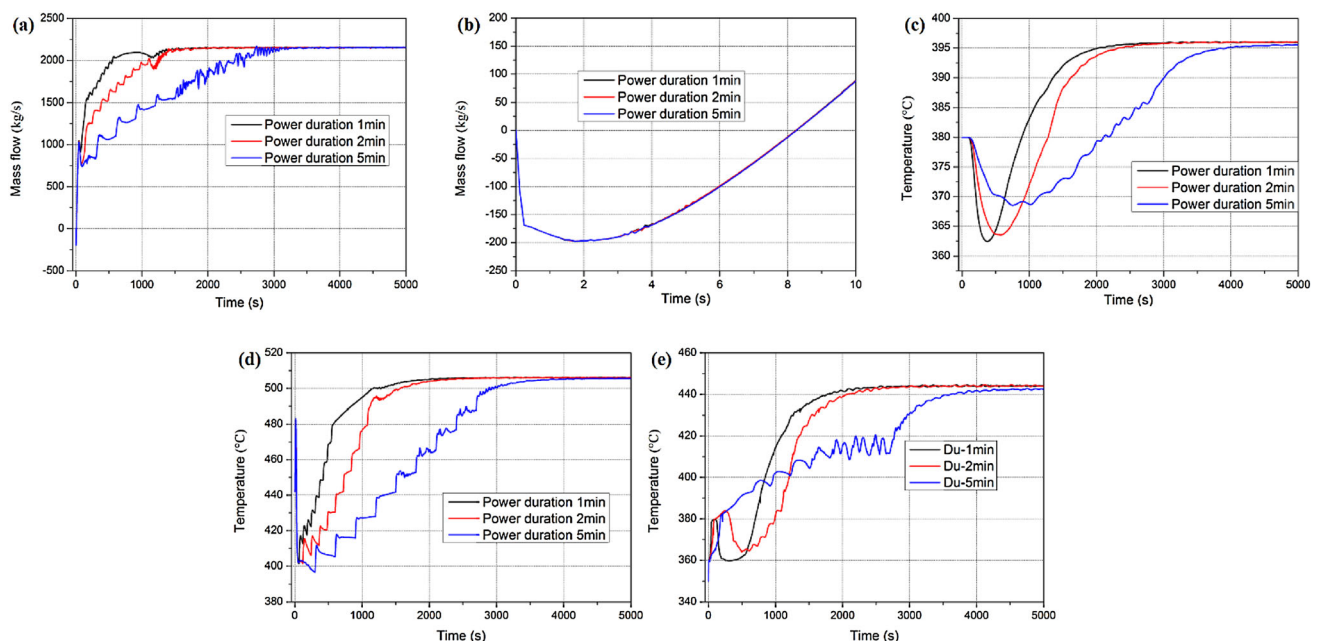 (a)
2500
2000
1500
1000
500
0
-500
Mass flow (kg/s)
Power duration 1min
Power duration 2min
Power duration 5min
0 1000 2000 3000 4000 5000
Time (s)
(b)
200
150
100
50
0
-50
-100
-150
-200
-250
Mass flow (kg/s)
Power duration 1min
Power duration 2min
Power duration 5min
0 2 4 6 8 10
Time (s)
(c)
400
395
390
385
380
375
370
365
360
Temperature (°C)
Power duration 1min
Power duration 2min
Power duration 5min
0 1000 2000 3000 4000 5000
Time (s)
(d)
520
500
480
460
440
420
400
380
Temperature (°C)
Power duration 1min
Power duration 2min
Power duration 5min
0 1000 2000 3000 4000 5000
Time (s)
(e)
460
440
420
400
380
360
340
Temperature (°C)
Du-1min
Du-2min
Du-5min
0 1000 2000 3000 4000 5000
Time (s)